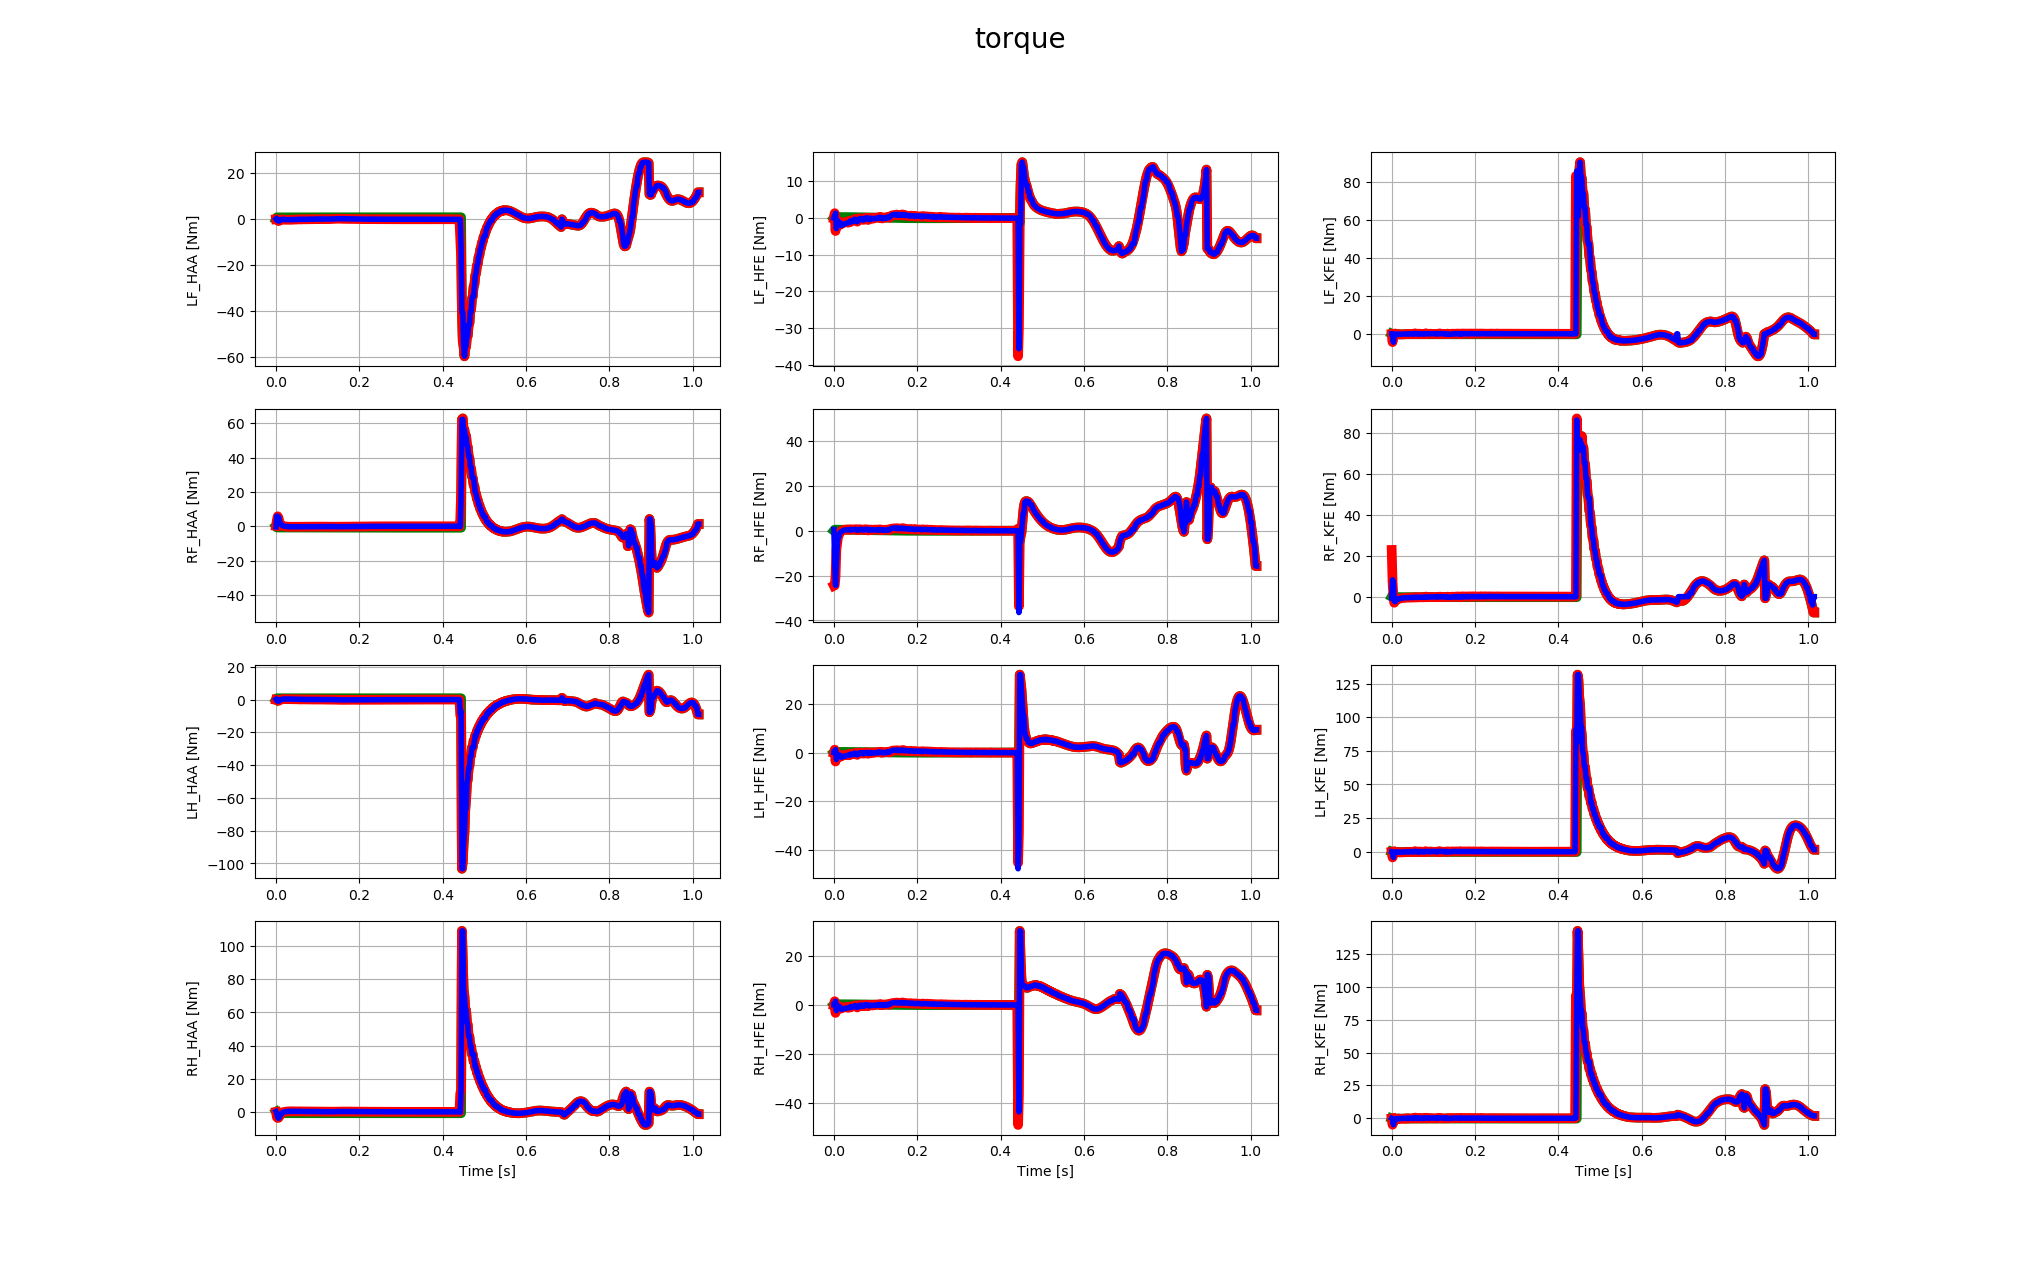 torque
LF_HAA [Nm]
20
0
−20
−40
−60
0.0 0.2 0.4 0.6 0.8 1.0
LF_HFE [Nm]
10
0
−10
−20
−30
−40
0.0 0.2 0.4 0.6 0.8 1.0
LF_KFE [Nm]
80
60
40
20
0
0.0 0.2 0.4 0.6 0.8 1.0
RF_HAA [Nm]
60
40
20
0
−20
−40
0.0 0.2 0.4 0.6 0.8 1.0
RF_HFE [Nm]
40
20
0
−20
−40
0.0 0.2 0.4 0.6 0.8 1.0
RF_KFE [Nm]
80
60
40
20
0
0.0 0.2 0.4 0.6 0.8 1.0
LH_HAA [Nm]
20
0
−20
−40
−60
−80
−100
0.0 0.2 0.4 0.6 0.8 1.0
LH_HFE [Nm]
20
0
−20
−40
0.0 0.2 0.4 0.6 0.8 1.0
LH_KFE [Nm]
125
100
75
50
25
0
0.0 0.2 0.4 0.6 0.8 1.0
RH_HAA [Nm]
100
80
60
40
20
0
0.0 0.2 0.4 0.6 0.8 1.0
Time [s]
RH_HFE [Nm]
20
0
−20
−40
0.0 0.2 0.4 0.6 0.8 1.0
Time [s]
RH_KFE [Nm]
125
100
75
50
25
0
0.0 0.2 0.4 0.6 0.8 1.0
Time [s]